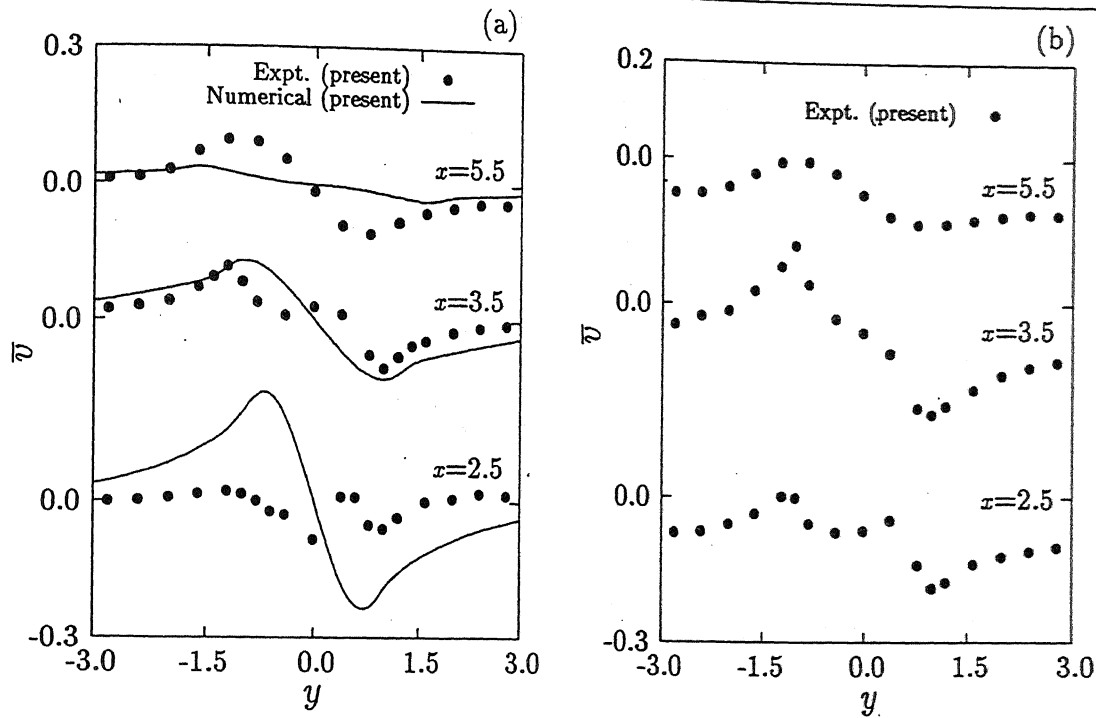 (a)
0.3
Expt. (present)
Numerical (present)
x=5.5
0.0
x=3.5
0.0
v̅
x=2.5
0.0
-0.3
-3.0 -1.5 0.0 1.5 3.0
y
(b)
0.2
Expt. (present)
0.0
x=5.5
0.0
x=3.5
v̅
0.0
x=2.5
-0.3
-3.0 -1.5 0.0 1.5 3.0
y